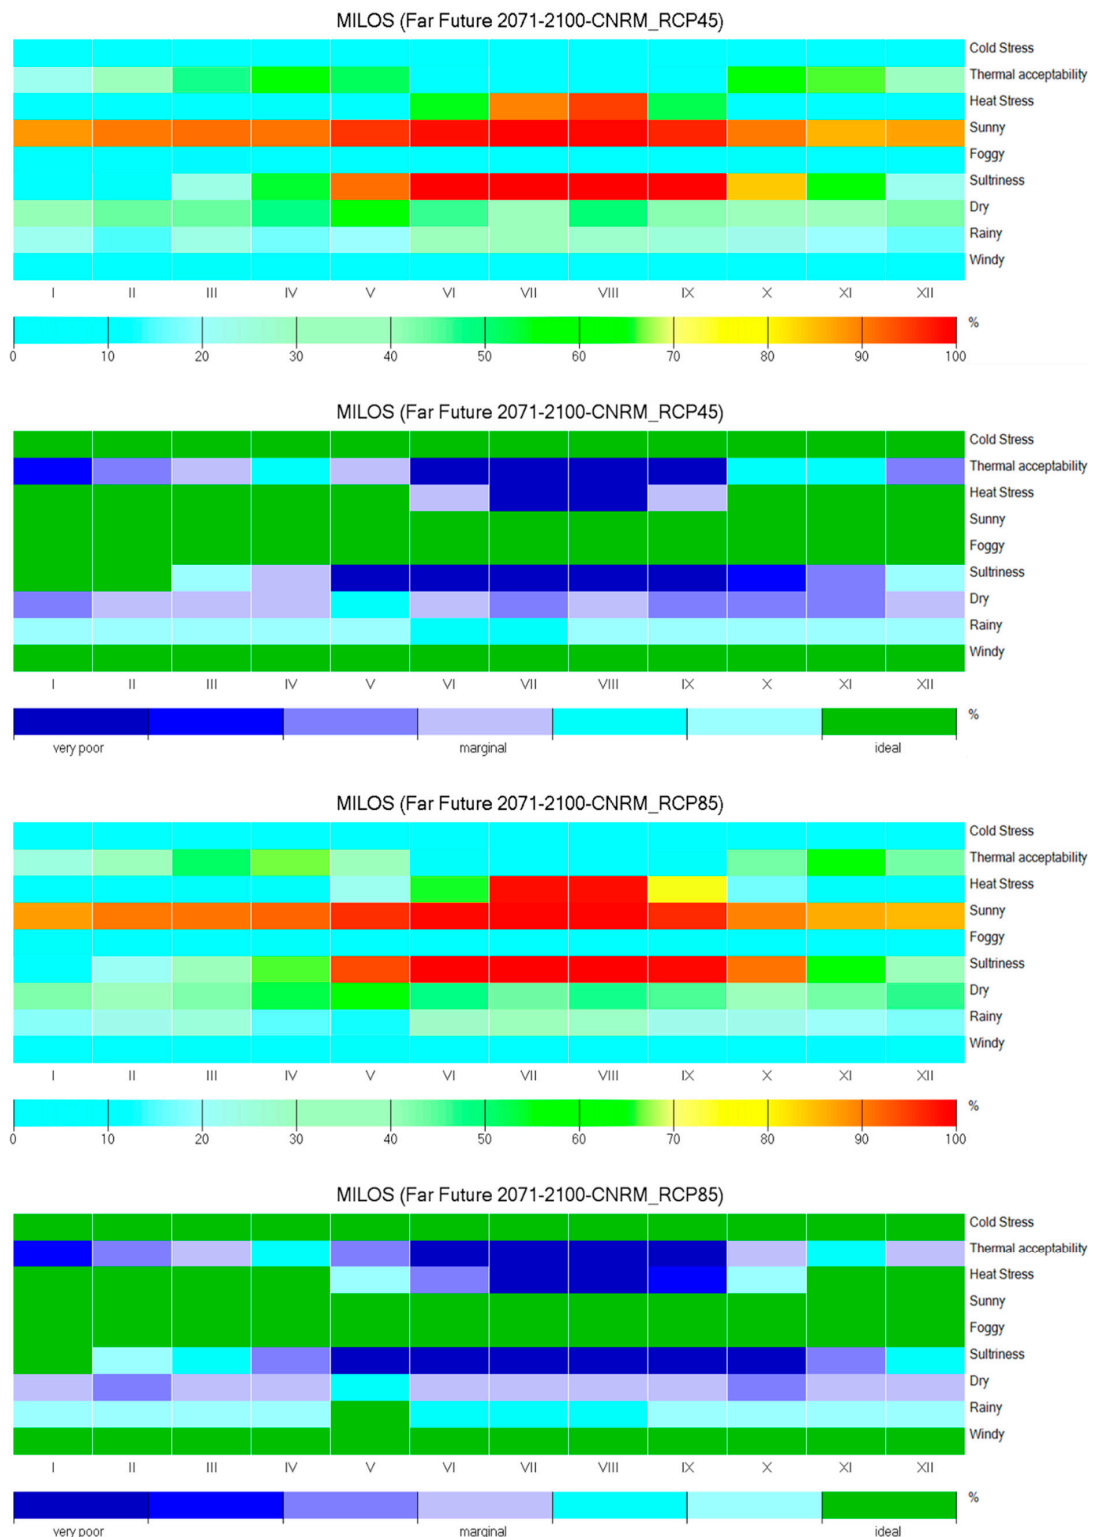 MILOS (Far Future 2071-2100-CNRM_RCP45)
Cold Stress
Thermal acceptability
Heat Stress
Sunny
Foggy
Sultriness
Dry
Rainy
Windy
I II III IV V VI VII VIII IX X XI XII
%
0 10 20 30 40 50 60 70 80 90 100
MILOS (Far Future 2071-2100-CNRM_RCP45)
Cold Stress
Thermal acceptability
Heat Stress
Sunny
Foggy
Sultriness
Dry
Rainy
Windy
I II III IV V VI VII VIII IX X XI XII
%
very poor marginal ideal
MILOS (Far Future 2071-2100-CNRM_RCP85)
Cold Stress
Thermal acceptability
Heat Stress
Sunny
Foggy
Sultriness
Dry
Rainy
Windy
I II III IV V VI VII VIII IX X XI XII
%
0 10 20 30 40 50 60 70 80 90 100
MILOS (Far Future 2071-2100-CNRM_RCP85)
Cold Stress
Thermal acceptability
Heat Stress
Sunny
Foggy
Sultriness
Dry
Rainy
Windy
I II III IV V VI VII VIII IX X XI XII
%
very poor marginal ideal